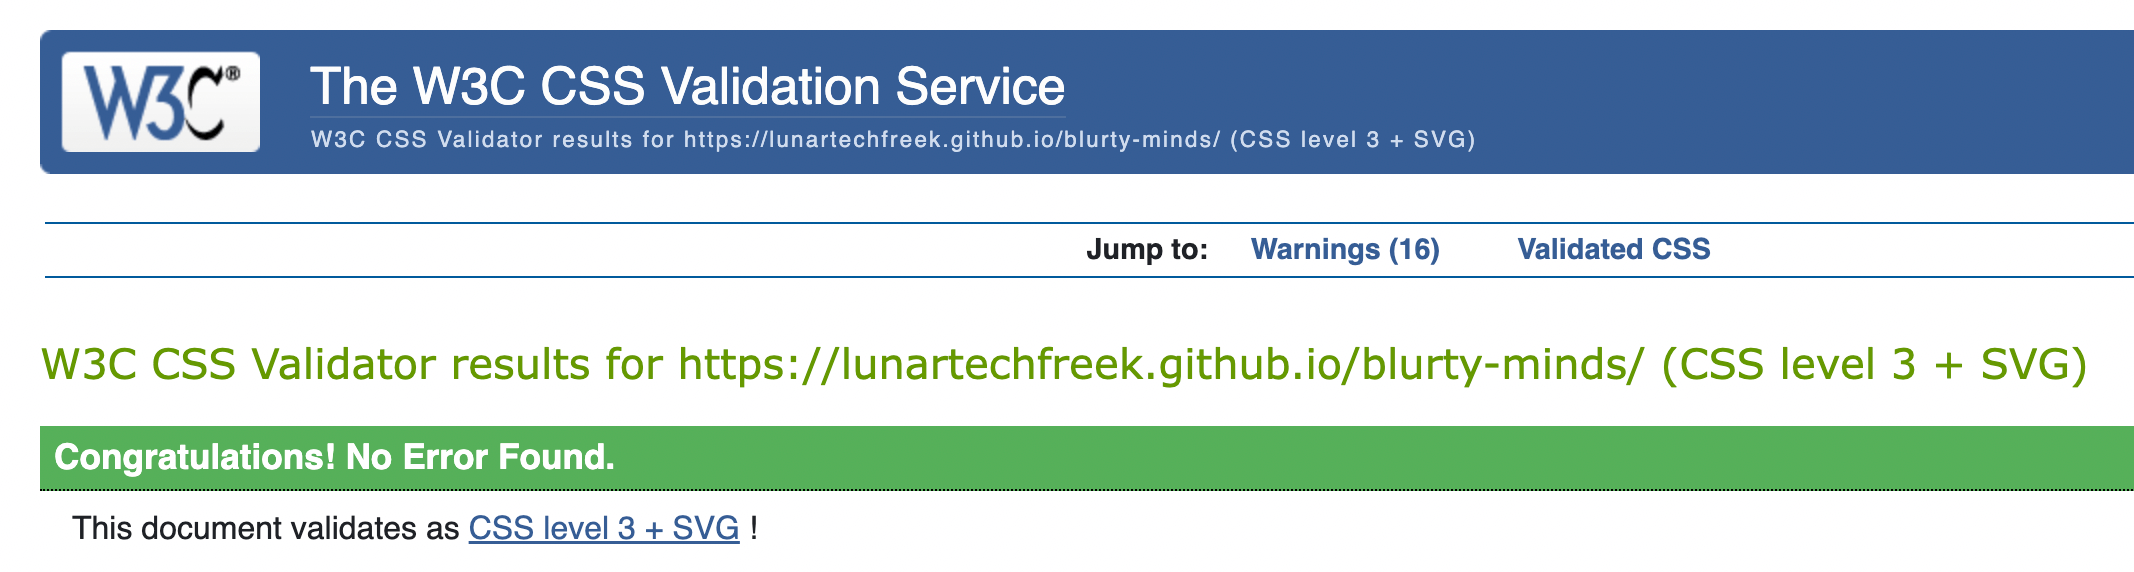 W3C®
The W3C CSS Validation Service
W3C CSS Validator results for https://lunartechfreek.github.io/blurty-minds/ (CSS level 3 + SVG)
Jump to: Warnings (16) Validated CSS
W3C CSS Validator results for https://lunartechfreek.github.io/blurty-minds/ (CSS level 3 + SVG)
Congratulations! No Error Found.
This document validates as CSS level 3 + SVG !